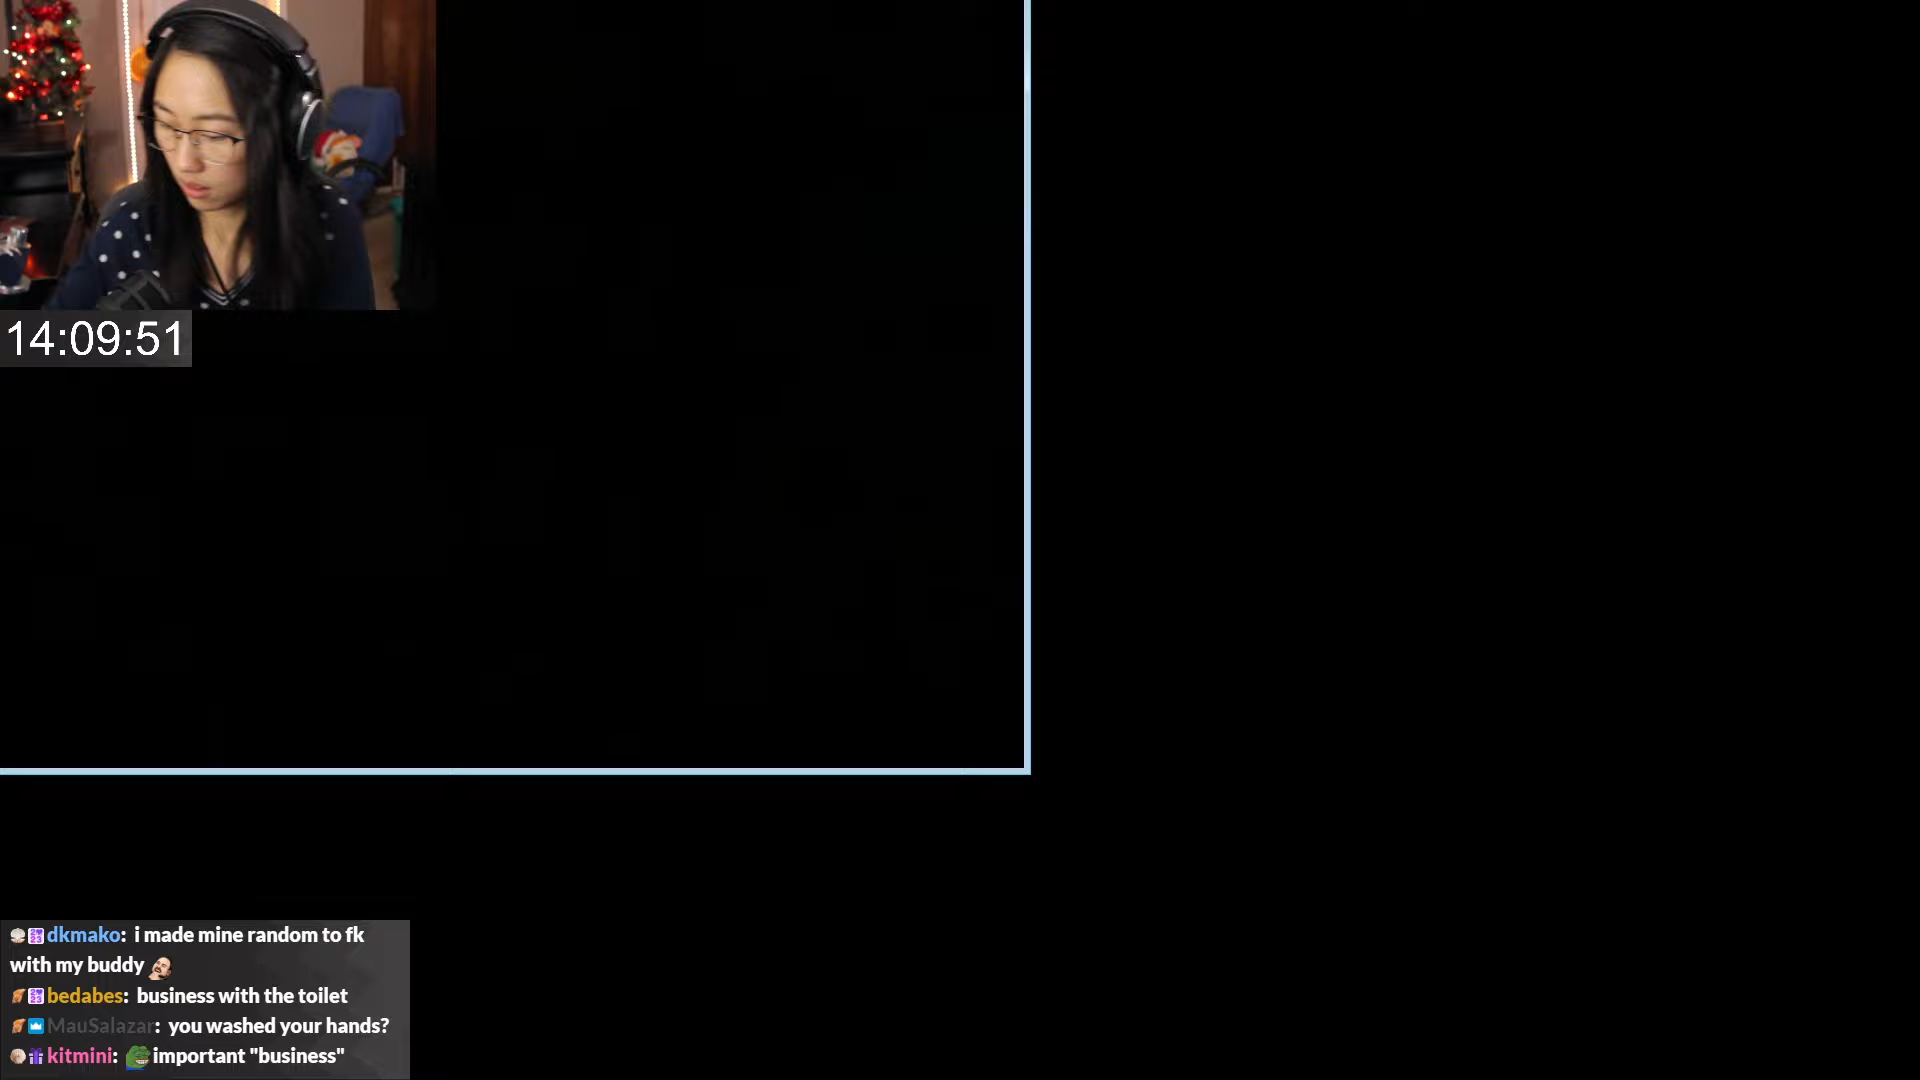 14:09:51
dkmako: i made mine random to fk
with my buddy
bedabes: business with the toilet
MauSalazar: you washed your hands?
kitmini: important "business"